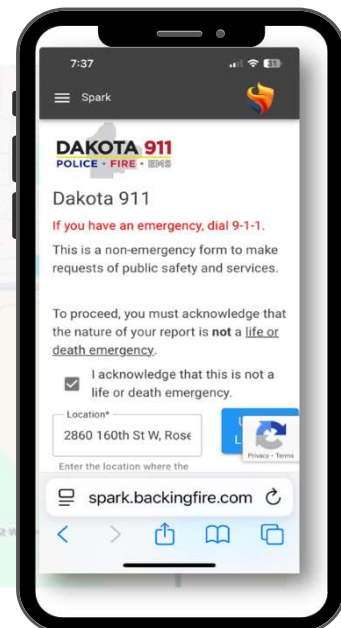 7:37
31
Spark
DAKOTA 911
POLICE • FIRE • EMS
Dakota 911
If you have an emergency, dial 9-1-1.
This is a non-emergency form to make
requests of public safety and services.
To proceed, you must acknowledge that
the nature of your report is not a life or
death emergency.
I acknowledge that this is not a
life or death emergency.
Location*
2860 160th St W, Rose
Privacy - Terms
Enter the location where the
spark.backingfire.com